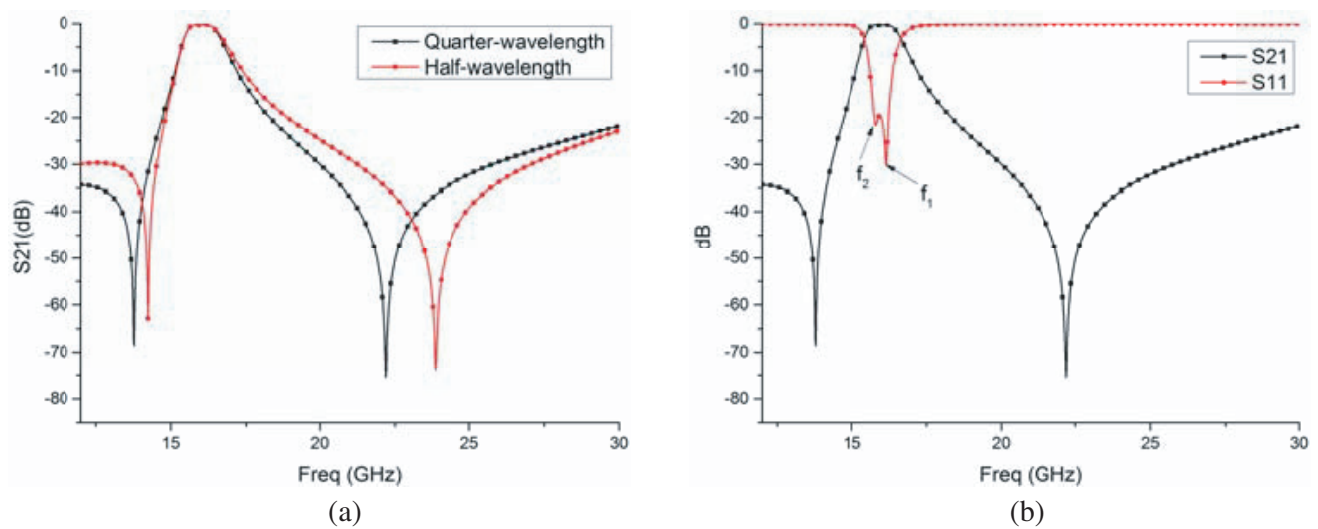 0
-10
-20
-30
-40
-50
-60
-70
-80
S21(dB)
Quarter-wavelength
Half-wavelength
15
20
25
30
Freq (GHz)
(a)
0
-10
-20
-30
-40
-50
-60
-70
-80
dB
S21
S11
f₂
f₁
15
20
25
30
Freq (GHz)
(b)